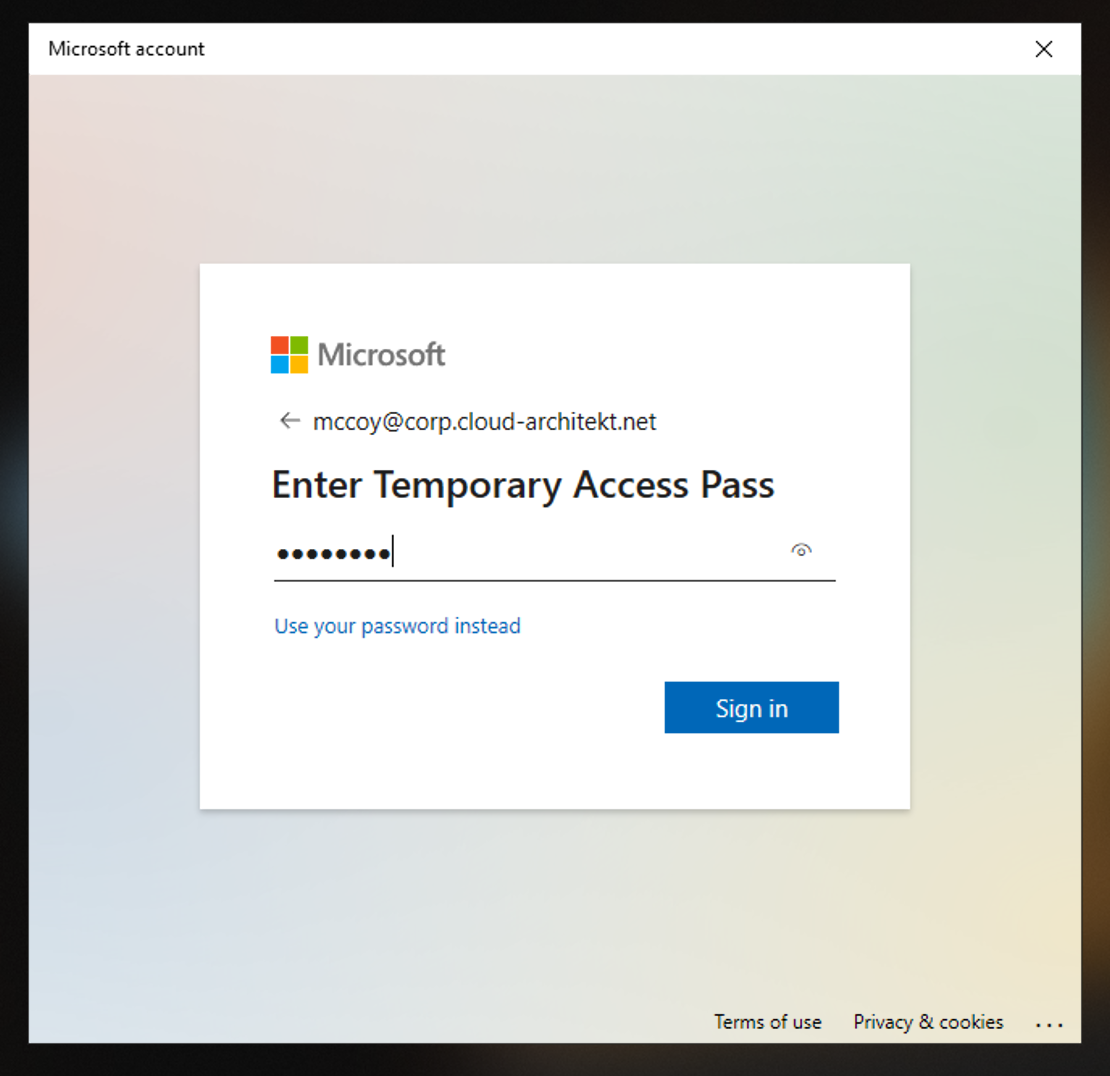 Microsoft account
Microsoft
mccoy@corp.cloud-architekt.net
Enter Temporary Access Pass
••••••••
Use your password instead
Sign in
Terms of use Privacy & cookies ...